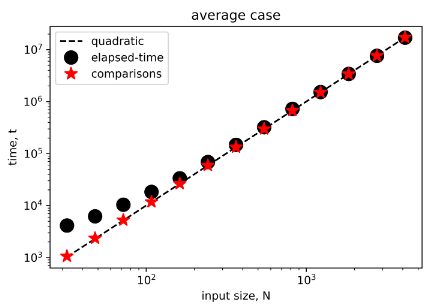 average case
quadratic
elapsed-time
comparisons
time, t
10⁷
10⁶
10⁵
10⁴
10³
10²
10³
input size, N